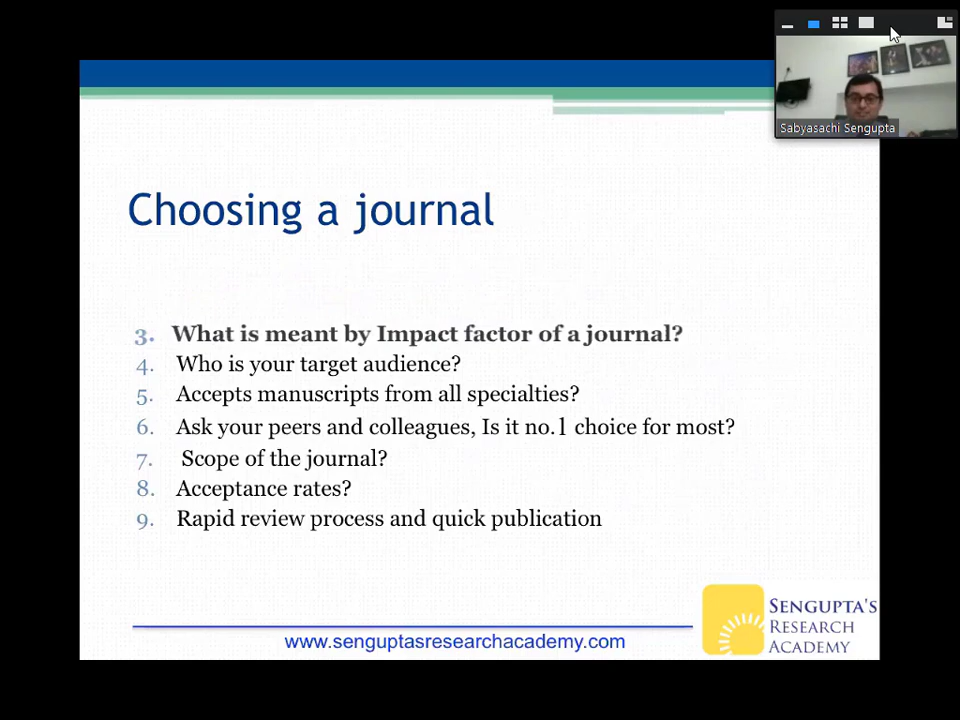 Sabyasachi Sengupta
Choosing a journal
3. What is meant by Impact factor of a journal?
4. Who is your target audience?
5. Accepts manuscripts from all specialties?
6. Ask your peers and colleagues, Is it no.1 choice for most?
7. Scope of the journal?
8. Acceptance rates?
9. Rapid review process and quick publication
www.senguptasresearchacademy.com
SENGUPTA'S
RESEARCH
ACADEMY